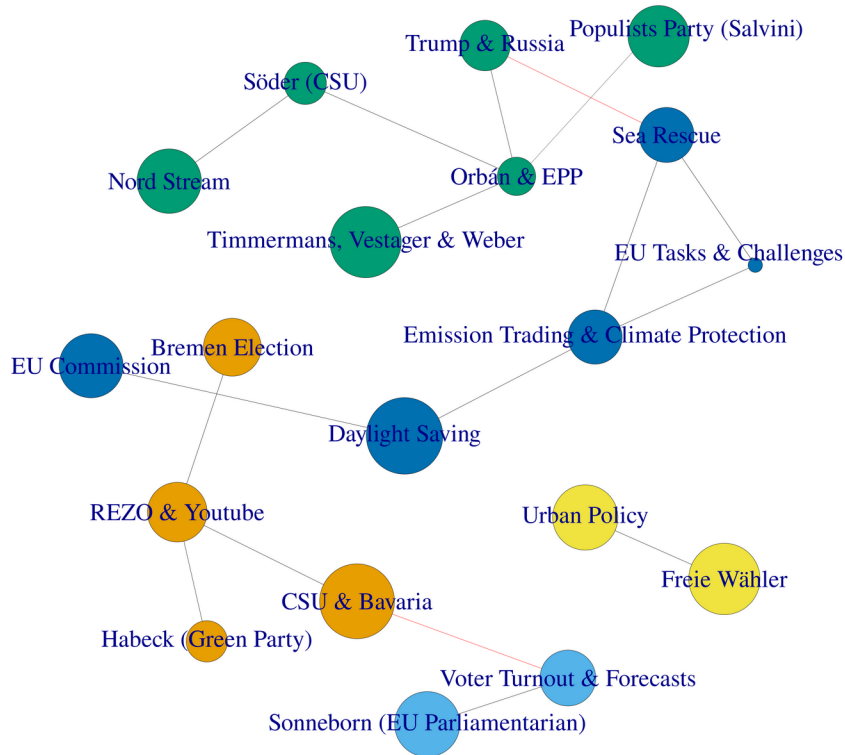 Populists Party (Salvini)
Trump & Russia
Söder (CSU)
Sea Rescue
Nord Stream
Orbán & EPP
Timmermans, Vestager & Weber
EU Tasks & Challenges
Emission Trading & Climate Protection
Bremen Election
EU Commission
Daylight Saving
REZO & Youtube
Urban Policy
Freie Wähler
CSU & Bavaria
Habeck (Green Party)
Voter Turnout & Forecasts
Sonneborn (EU Parliamentarian)